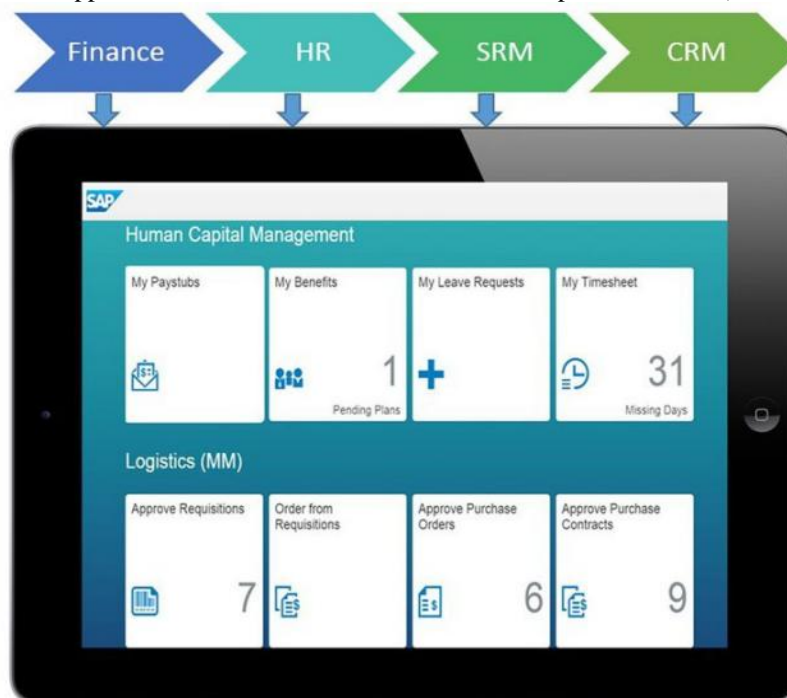 Finance
HR
SRM
CRM
SAP
Human Capital Management
My Paystubs
My Benefits
My Leave Requests
My Timesheet
1
31
Pending Plans
Missing Days
Logistics (MM)
Approve Requisitions
Order from
Requisitions
Approve Purchase
Orders
Approve Purchase
Contracts
7
6
9